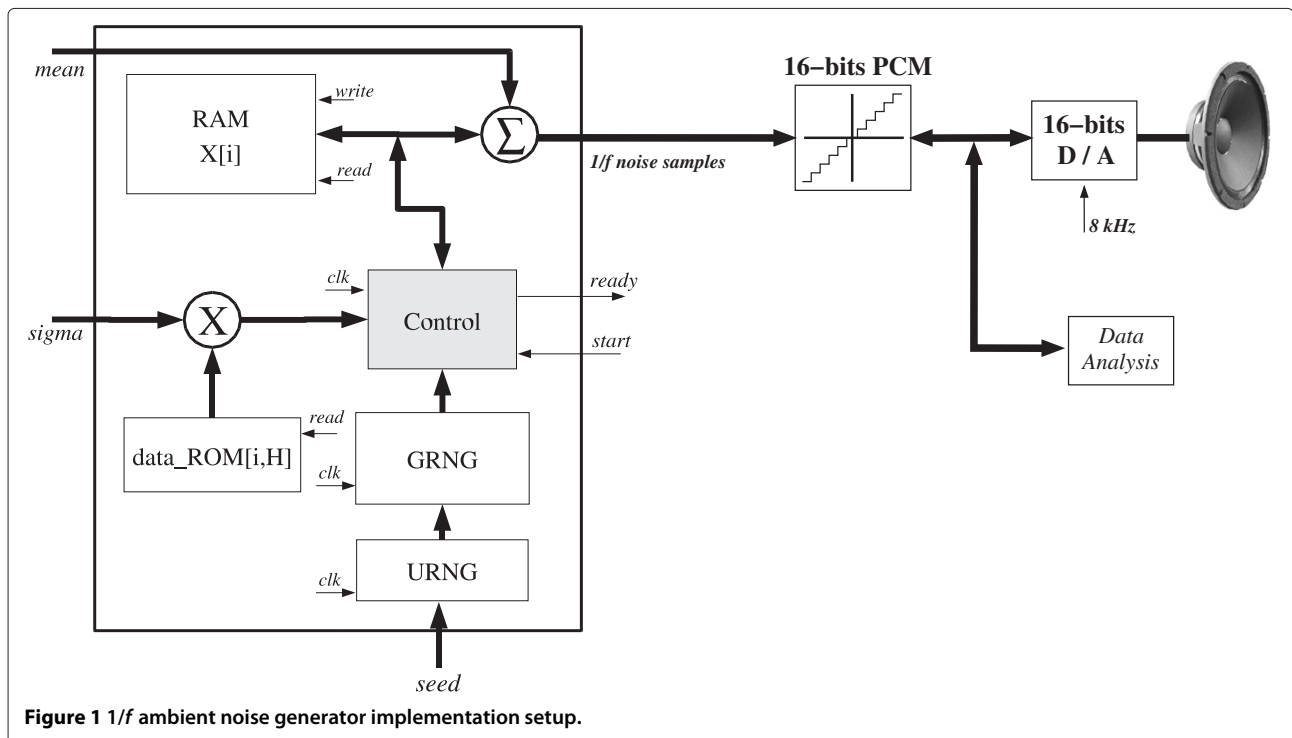 mean
RAM
X[i]
write
read
Σ
1/f noise samples
16–bits PCM
16–bits
D / A
8 kHz
clk
Control
ready
start
sigma
X
read
data_ROM[i,H]
GRNG
clk
URNG
clk
seed
Data
Analysis
Figure 1 1/f ambient noise generator implementation setup.